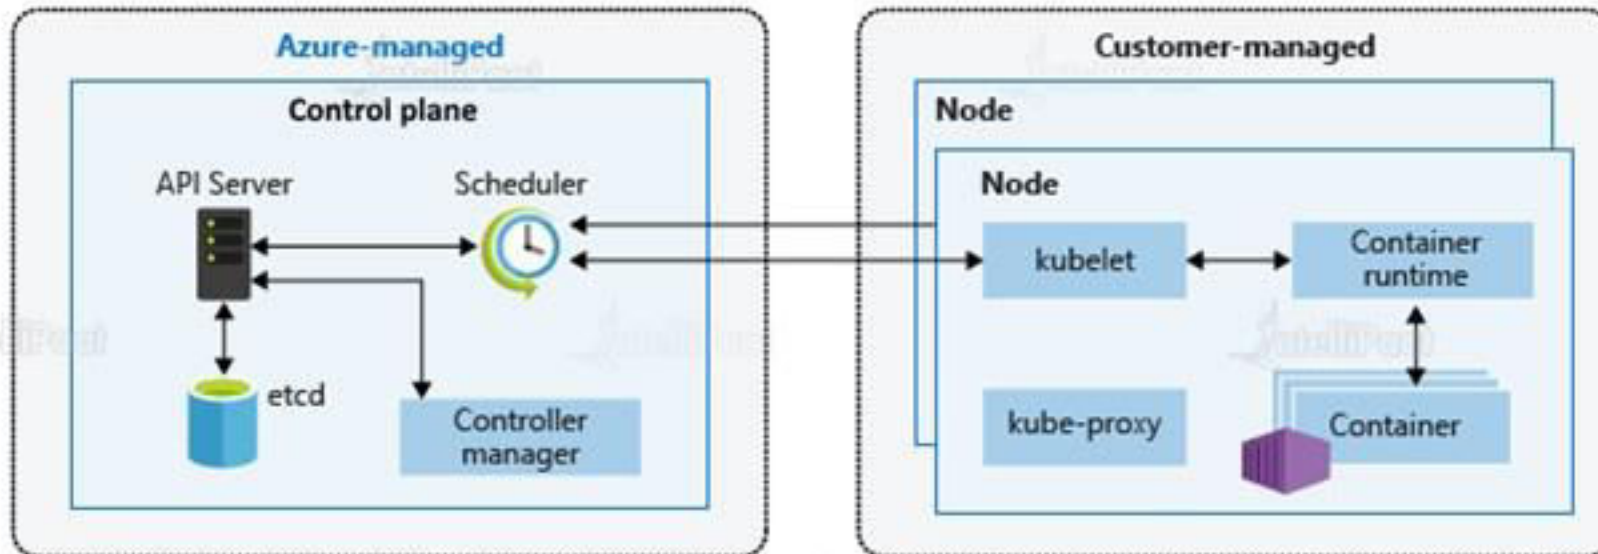 Azure-managed
Control plane
API Server
Scheduler
etcd
Controller
manager
Customer-managed
Node
Node
kubelet
Container
runtime
kube-proxy
Container